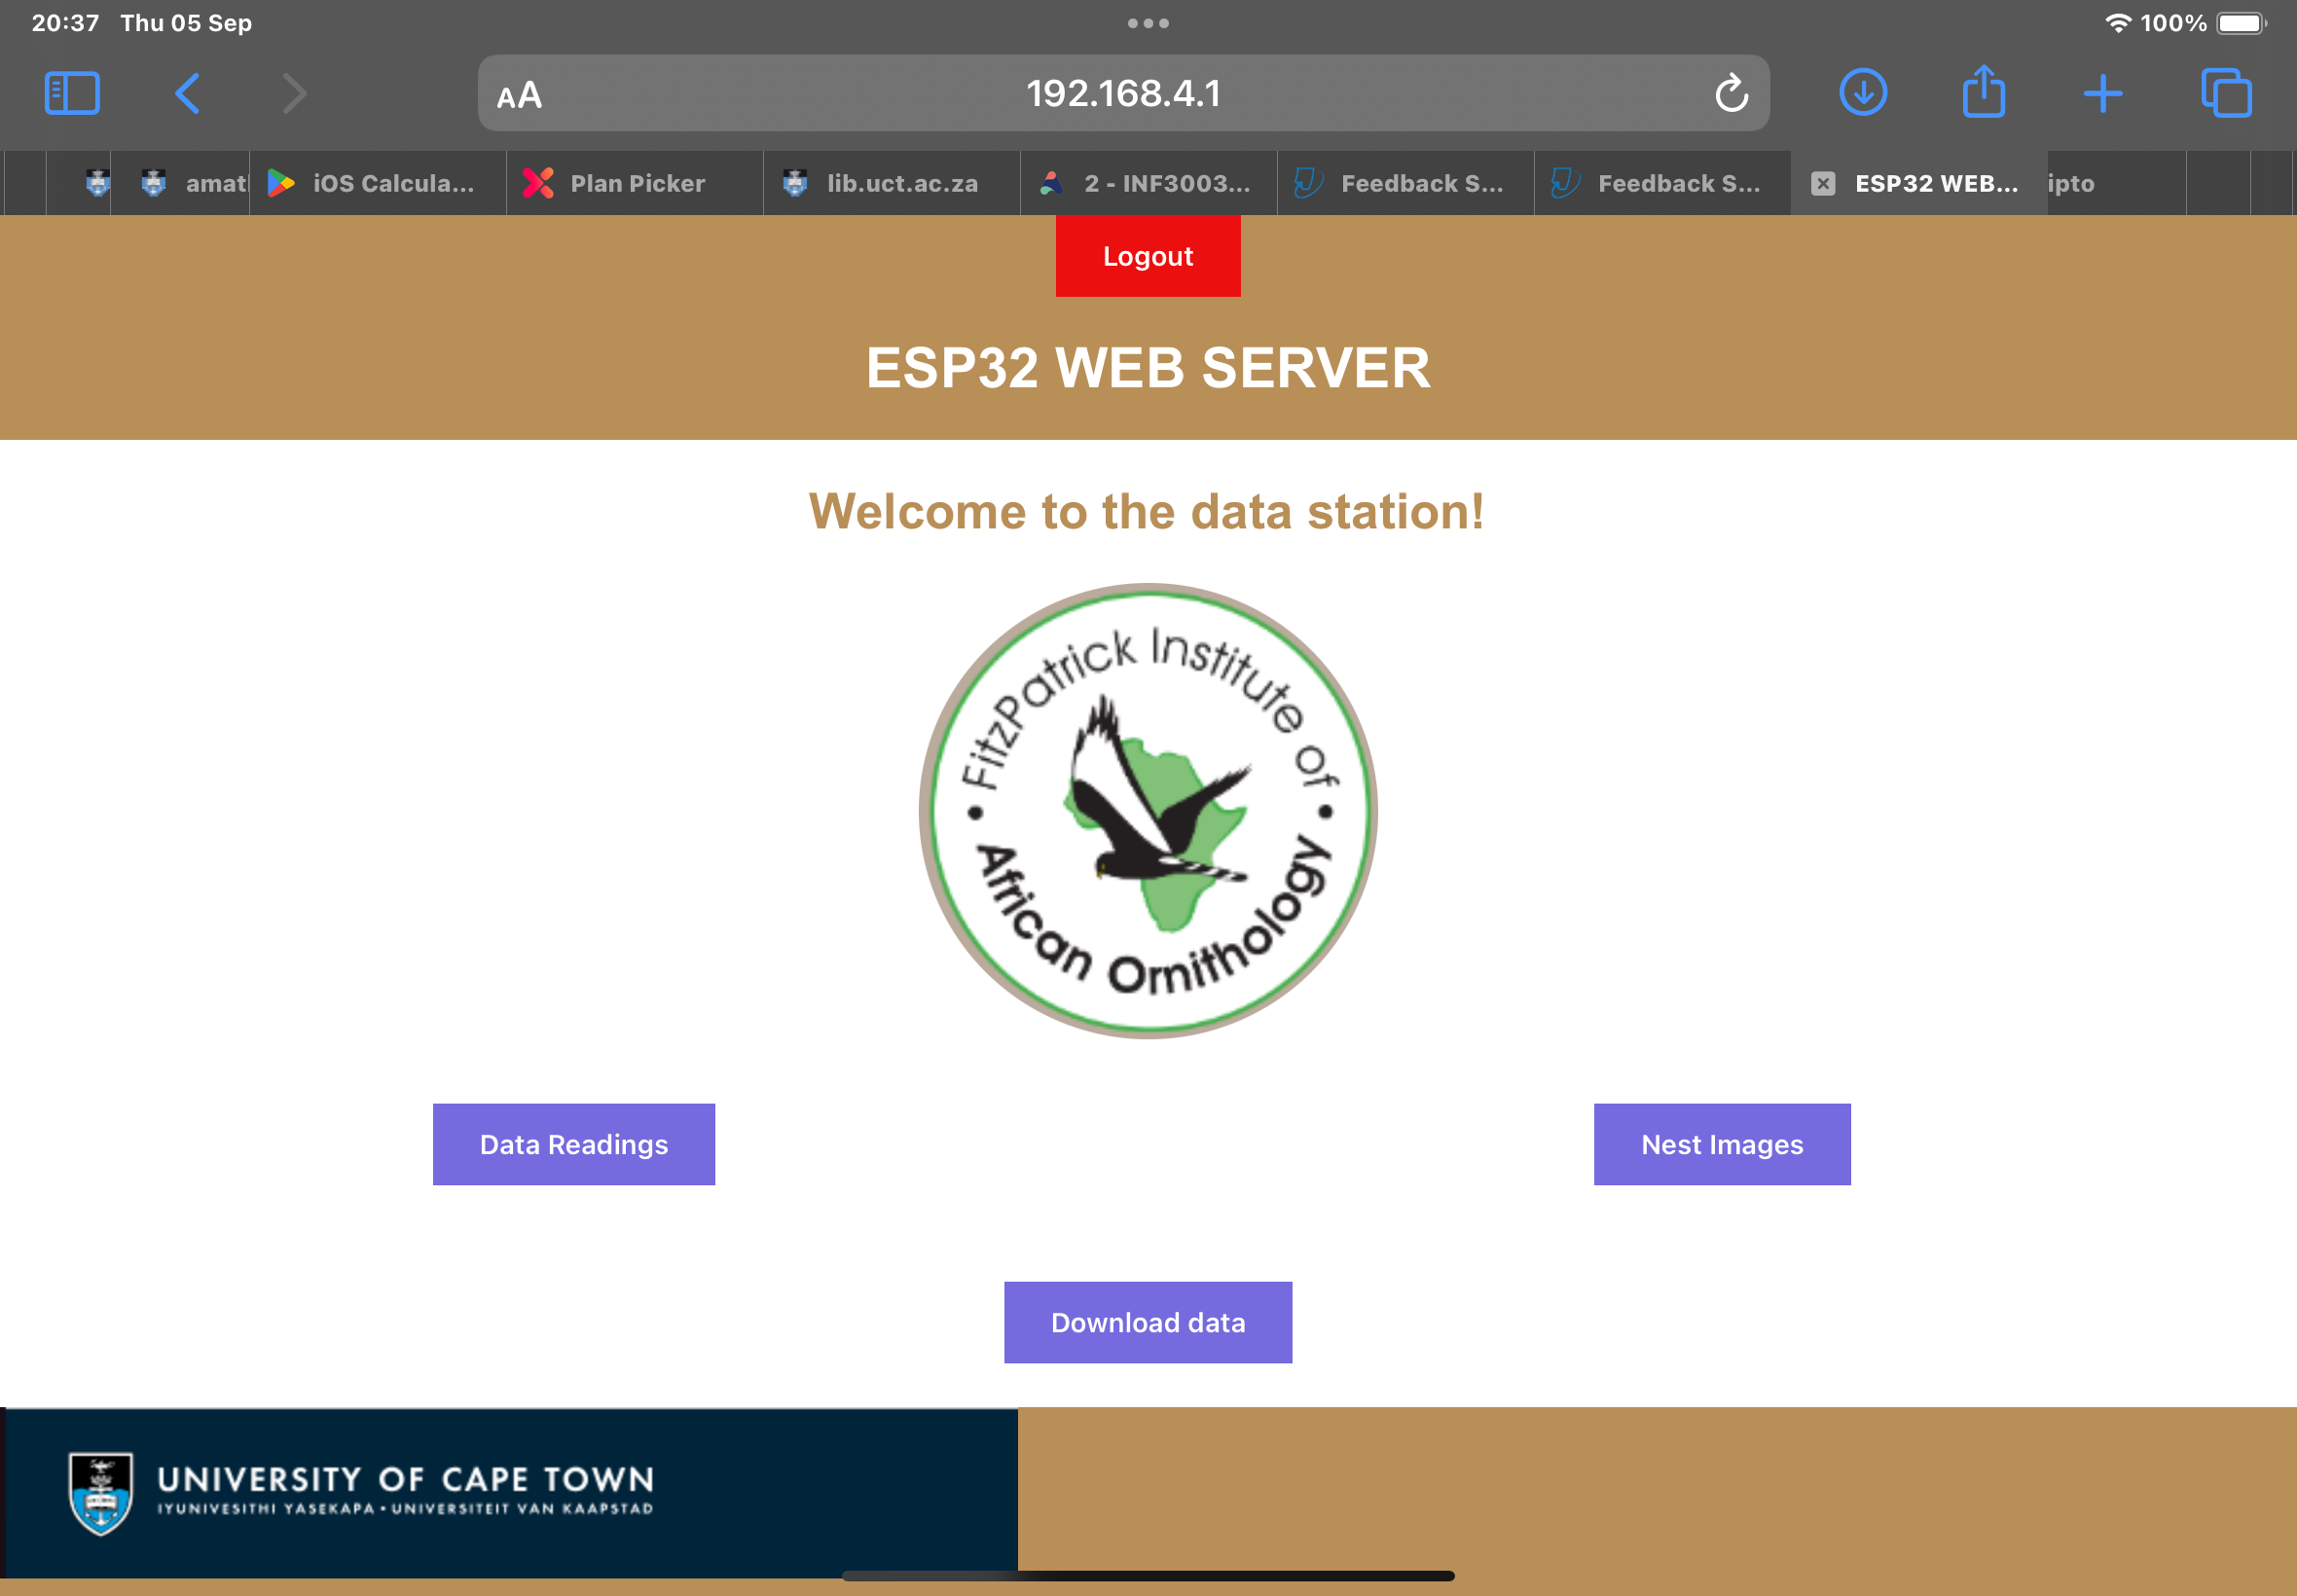 20:37 Thu 05 Sep
100%
AA
192.168.4.1
amatl
iOS Calcula...
Plan Picker
lib.uct.ac.za
2 - INF3003...
Feedback S...
Feedback S...
ESP32 WEB...
ipto
Logout
ESP32 WEB SERVER
Welcome to the data station!
FitzPatrick Institute of
African Ornithology
Data Readings
Nest Images
Download data
UNIVERSITY OF CAPE TOWN
IYUNIVESITHI YASEKAPA • UNIVERSITEIT VAN KAAPSTAD